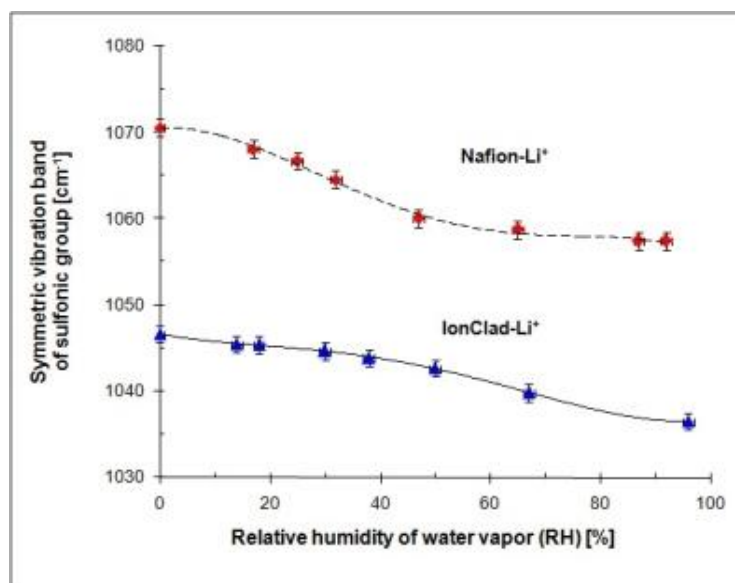 1080
1070
1060
1050
1040
1030
Symmetric vibration band
of sulfonic group [cm⁻¹]
Nafion-Li⁺
IonClad-Li⁺
0 20 40 60 80 100
Relative humidity of water vapor (RH) [%]